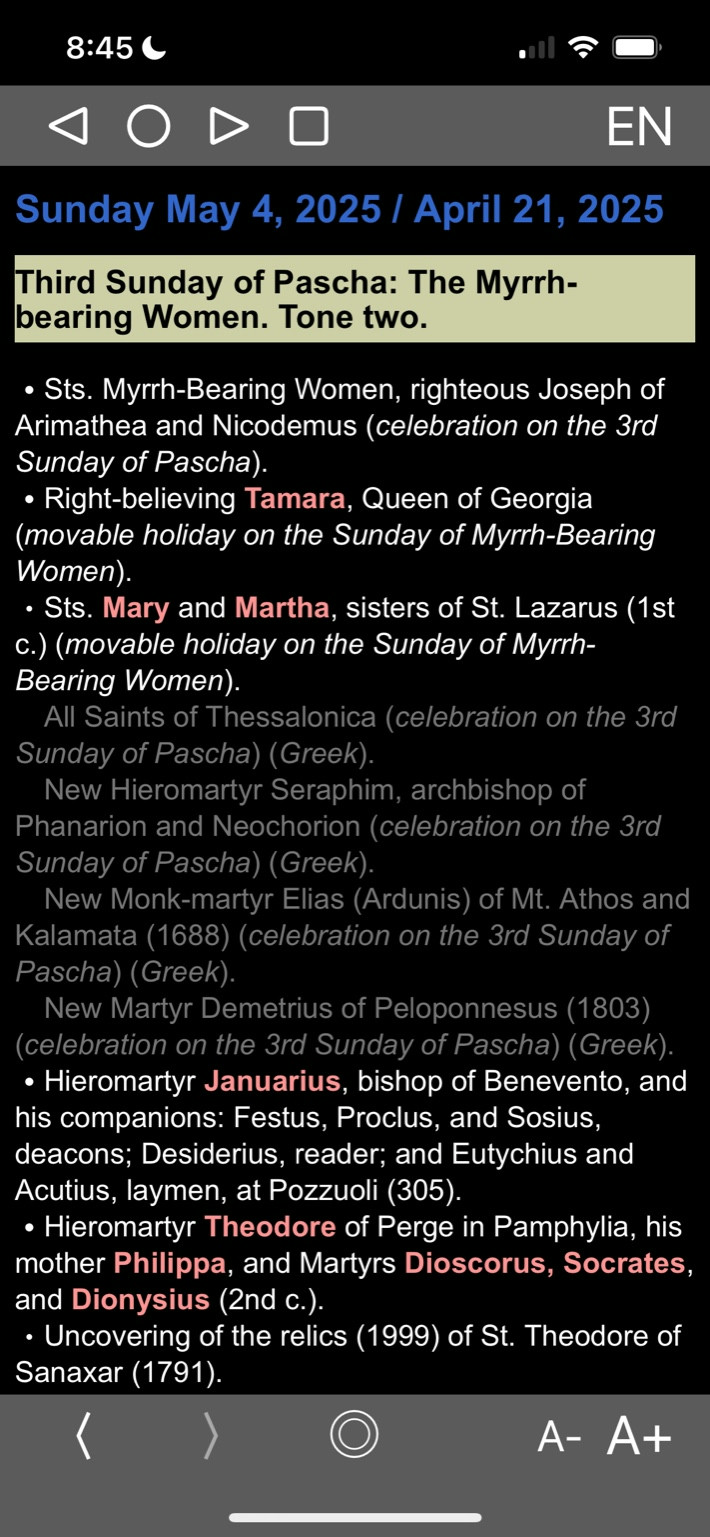 8:45
EN
Sunday May 4, 2025 / April 21, 2025
Third Sunday of Pascha: The Myrrh-
bearing Women. Tone two.
• Sts. Myrrh-Bearing Women, righteous Joseph of
Arimathea and Nicodemus (celebration on the 3rd
Sunday of Pascha).
• Right-believing Tamara, Queen of Georgia
(movable holiday on the Sunday of Myrrh-Bearing
Women).
• Sts. Mary and Martha, sisters of St. Lazarus (1st
c.) (movable holiday on the Sunday of Myrrh-
Bearing Women).
All Saints of Thessalonica (celebration on the 3rd
Sunday of Pascha) (Greek).
New Hieromartyr Seraphim, archbishop of
Phanarion and Neochorion (celebration on the 3rd
Sunday of Pascha) (Greek).
New Monk-martyr Elias (Ardunis) of Mt. Athos and
Kalamata (1688) (celebration on the 3rd Sunday of
Pascha) (Greek).
New Martyr Demetrius of Peloponnesus (1803)
(celebration on the 3rd Sunday of Pascha) (Greek).
• Hieromartyr Januarius, bishop of Benevento, and
his companions: Festus, Proclus, and Sosius,
deacons; Desiderius, reader; and Eutychius and
Acutius, laymen, at Pozzuoli (305).
• Hieromartyr Theodore of Perge in Pamphylia, his
mother Philippa, and Martyrs Dioscorus, Socrates,
and Dionysius (2nd c.).
• Uncovering of the relics (1999) of St. Theodore of
Sanaxar (1791).
A- A+